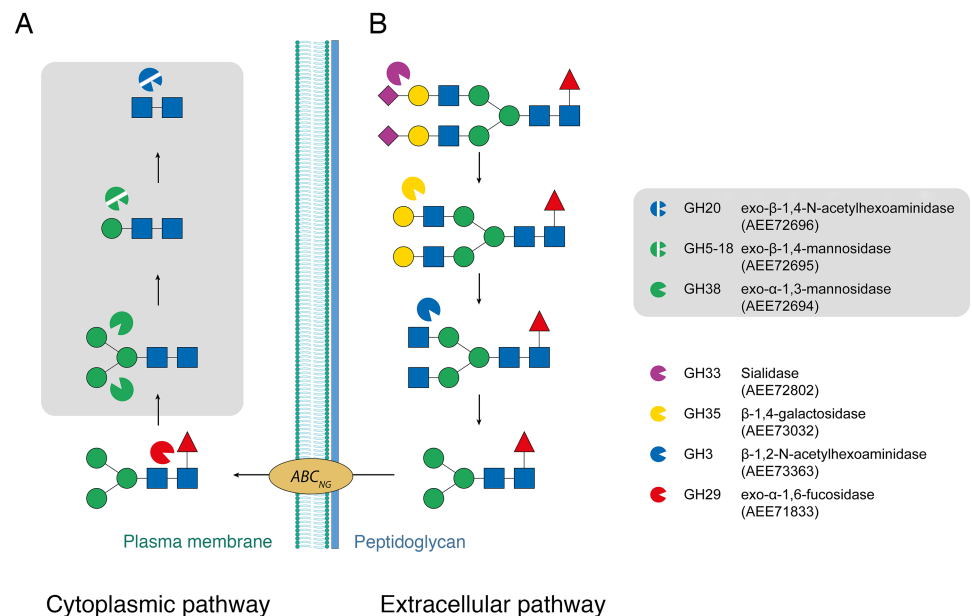 A
B
GH20 exo-β-1,4-N-acetylhexoaminidase
(AEE72696)
GH5-18 exo-β-1,4-mannosidase
(AEE72695)
GH38 exo-α-1,3-mannosidase
(AEE72694)
GH33 Sialidase
(AEE72802)
GH35 β-1,4-galactosidase
(AEE73032)
GH3 β-1,2-N-acetylhexoaminidase
(AEE73363)
GH29 exo-α-1,6-fucosidase
(AEE71833)
ABCNG
Plasma membrane
Peptidoglycan
Cytoplasmic pathway
Extracellular pathway